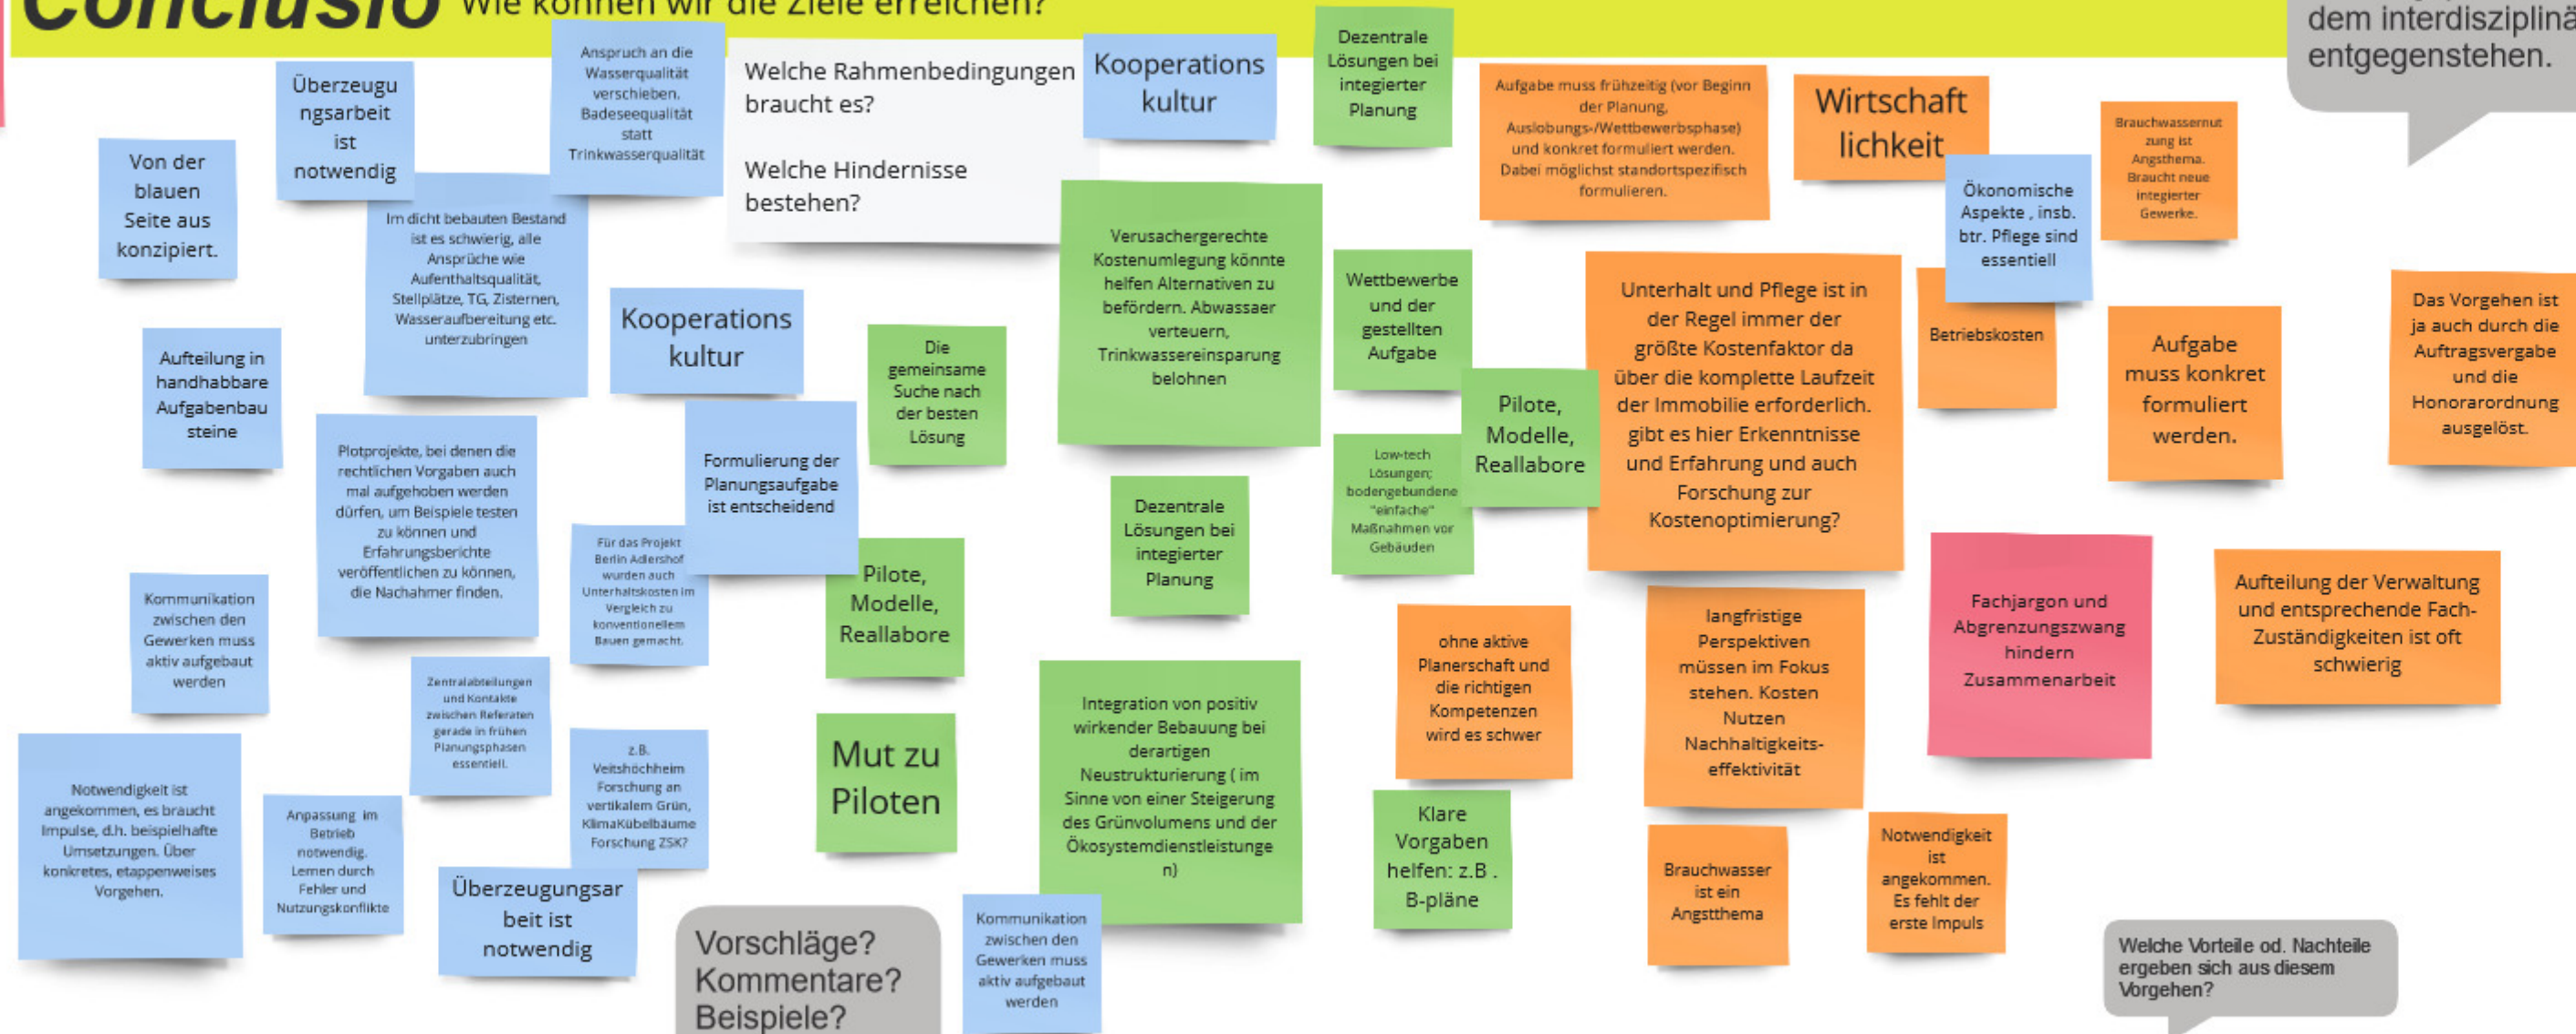 Conclusio Wie können wir die Ziele erreichen?
dem interdisziplinä
entgegenstehen.
Von der
blauen
Seite aus
konzipiert.
Überzeugu
ngsarbeit
ist
notwendig
Anspruch an die
Wasserqualität
verschieben.
Badeseequalität
statt
Trinkwasserqualität
Welche Rahmenbedingungen
braucht es?
Welche Hindernisse
bestehen?
Kooperations
kultur
Dezentrale
Lösungen bei
integrierter
Planung
Aufgabe muss frühzeitig (vor Beginn
der Planung,
Auslobungs-/Wettbewerbsphase)
und konkret formuliert werden.
Dabei möglichst standortspezifisch
formulieren.
Wirtschaft
lichkeit
Ökonomische
Aspekte , insb.
btr. Pflege sind
essentiell
Brauchwassernut
zung ist
Angsthema.
Braucht neue
integrierter
Gewerke.
Im dicht bebauten Bestand
ist es schwierig, alle
Ansprüche wie
Aufenthaltsqualität,
Stellplätze, TG, Zisternen,
Wasseraufbereitung etc.
unterzubringen
Kooperations
kultur
Die
gemeinsame
Suche nach
der besten
Lösung
Verusachergerechte
Kostenumlegung könnte
helfen Alternativen zu
befördern. Abwassaer
verteuern,
Trinkwassereinsparung
belohnen
Wettbewerbe
und der
gestellten
Aufgabe
Unterhalt und Pflege ist in
der Regel immer der
größte Kostenfaktor da
über die komplette Laufzeit
der Immobilie erforderlich.
gibt es hier Erkenntnisse
und Erfahrung und auch
Forschung zur
Kostenoptimierung?
Betriebskosten
Aufgabe
muss konkret
formuliert
werden.
Das Vorgehen ist
ja auch durch die
Auftragsvergabe
und die
Honorarordnung
ausgelöst.
Aufteilung in
handhabbare
Aufgabenbau
steine
Plotprojekte, bei denen die
rechtlichen Vorgaben auch
mal aufgehoben werden
dürfen, um Beispiele testen
zu können und
Erfahrungsberichte
veröffentlichen zu können,
die Nachahmer finden.
Formulierung der
Planungsaufgabe
ist entscheidend
Für das Projekt
Berlin Adlershof
wurden auch
Unterhaltskosten im
Vergleich zu
konventionellem
Bauen gemacht.
Pilote,
Modelle,
Reallabore
Dezentrale
Lösungen bei
integrierter
Planung
Low-tech
Lösungen;
bodengebundene
"einfache"
Maßnahmen vor
Gebäuden
Pilote,
Modelle,
Reallabore
Kommunikation
zwischen den
Gewerken muss
aktiv aufgebaut
werden
Zentralabteilungen
und Kontakte
zwischen Referaten
gerade in frühen
Planungsphasen
essentiell.
ohne aktive
Planerschaft und
die richtigen
Kompetenzen
wird es schwer
langfristige
Perspektiven
müssen im Fokus
stehen. Kosten
Nutzen
Nachhaltigkeits-
effektivität
Fachjargon und
Abgrenzungszwang
hindern
Zusammenarbeit
Aufteilung der Verwaltung
und entsprechende Fach-
Zuständigkeiten ist oft
schwierig
Notwendigkeit ist
angekommen, es braucht
Impulse, d.h. beispielhafte
Umsetzungen. Über
konkretes, etappenweises
Vorgehen.
Anpassung im
Betrieb
notwendig.
Lernen durch
Fehler und
Nutzungskonflikte
z.B.
Veitshöchheim
Forschung an
vertikalem Grün,
KlimaKübelbäume
Forschung ZSK?
Überzeugungsar
beit ist
notwendig
Mut zu
Piloten
Integration von positiv
wirkender Bebauung bei
derartigen
Neustrukturierung ( im
Sinne von einer Steigerung
des Grünvolumens und der
Ökosystemdienstleistunge
n)
Klare
Vorgaben
helfen: z.B .
B-pläne
Brauchwasser
ist ein
Angstthema
Notwendigkeit
ist
angekommen.
Es fehlt der
erste Impuls
Vorschläge?
Kommentare?
Beispiele?
Kommunikation
zwischen den
Gewerken muss
aktiv aufgebaut
werden
Welche Vorteile od. Nachteile
ergeben sich aus diesem
Vorgehen?